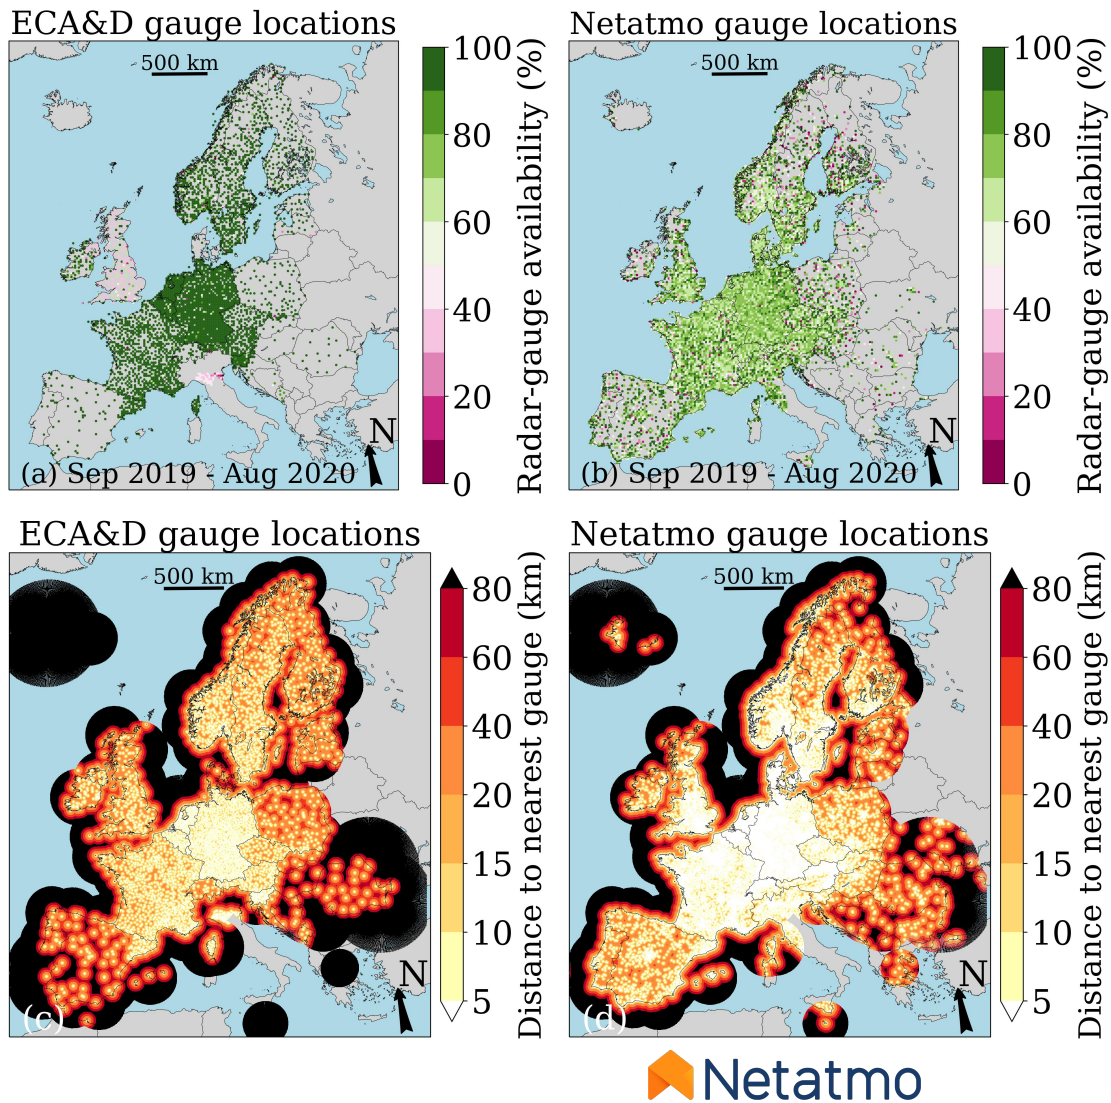 ECA&D gauge locations
500 km
N
(a) Sep 2019 - Aug 2020
100
80
60
40
20
0
Radar-gauge availability (%)
Netatmo gauge locations
500 km
N
(b) Sep 2019 - Aug 2020
100
80
60
40
20
0
Radar-gauge availability (%)
ECA&D gauge locations
500 km
N
(c)
80
60
40
20
15
10
5
Distance to nearest gauge (km)
Netatmo gauge locations
500 km
N
(d)
80
60
40
20
15
10
5
Distance to nearest gauge (km)
Netatmo